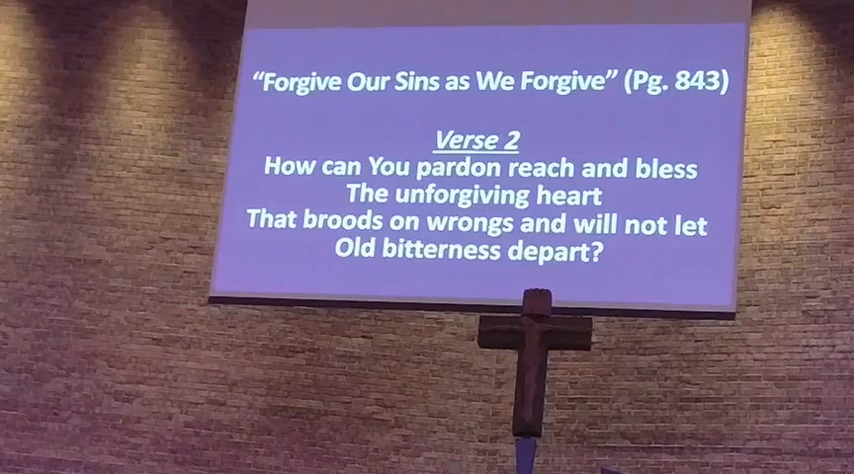 “Forgive Our Sins as We Forgive” (Pg. 843)
Verse 2
How can You pardon reach and bless
The unforgiving heart
That broods on wrongs and will not let
Old bitterness depart?